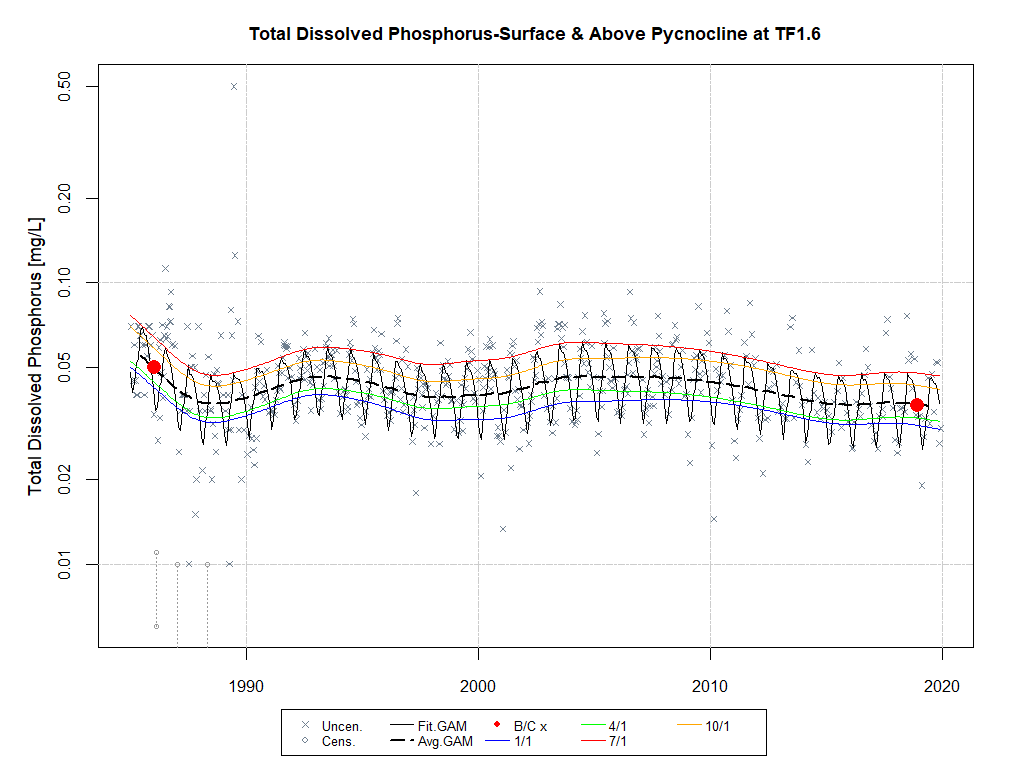 Total Dissolved Phosphorus-Surface & Above Pycnocline at TF1.6
Total Dissolved Phosphorus [mg/L]
0.50
0.20
0.10
0.05
0.02
0.01
1990 2000 2010 2020
Uncen. Fit.GAM B/C x 4/1 10/1
Cens. Avg.GAM 1/1 7/1